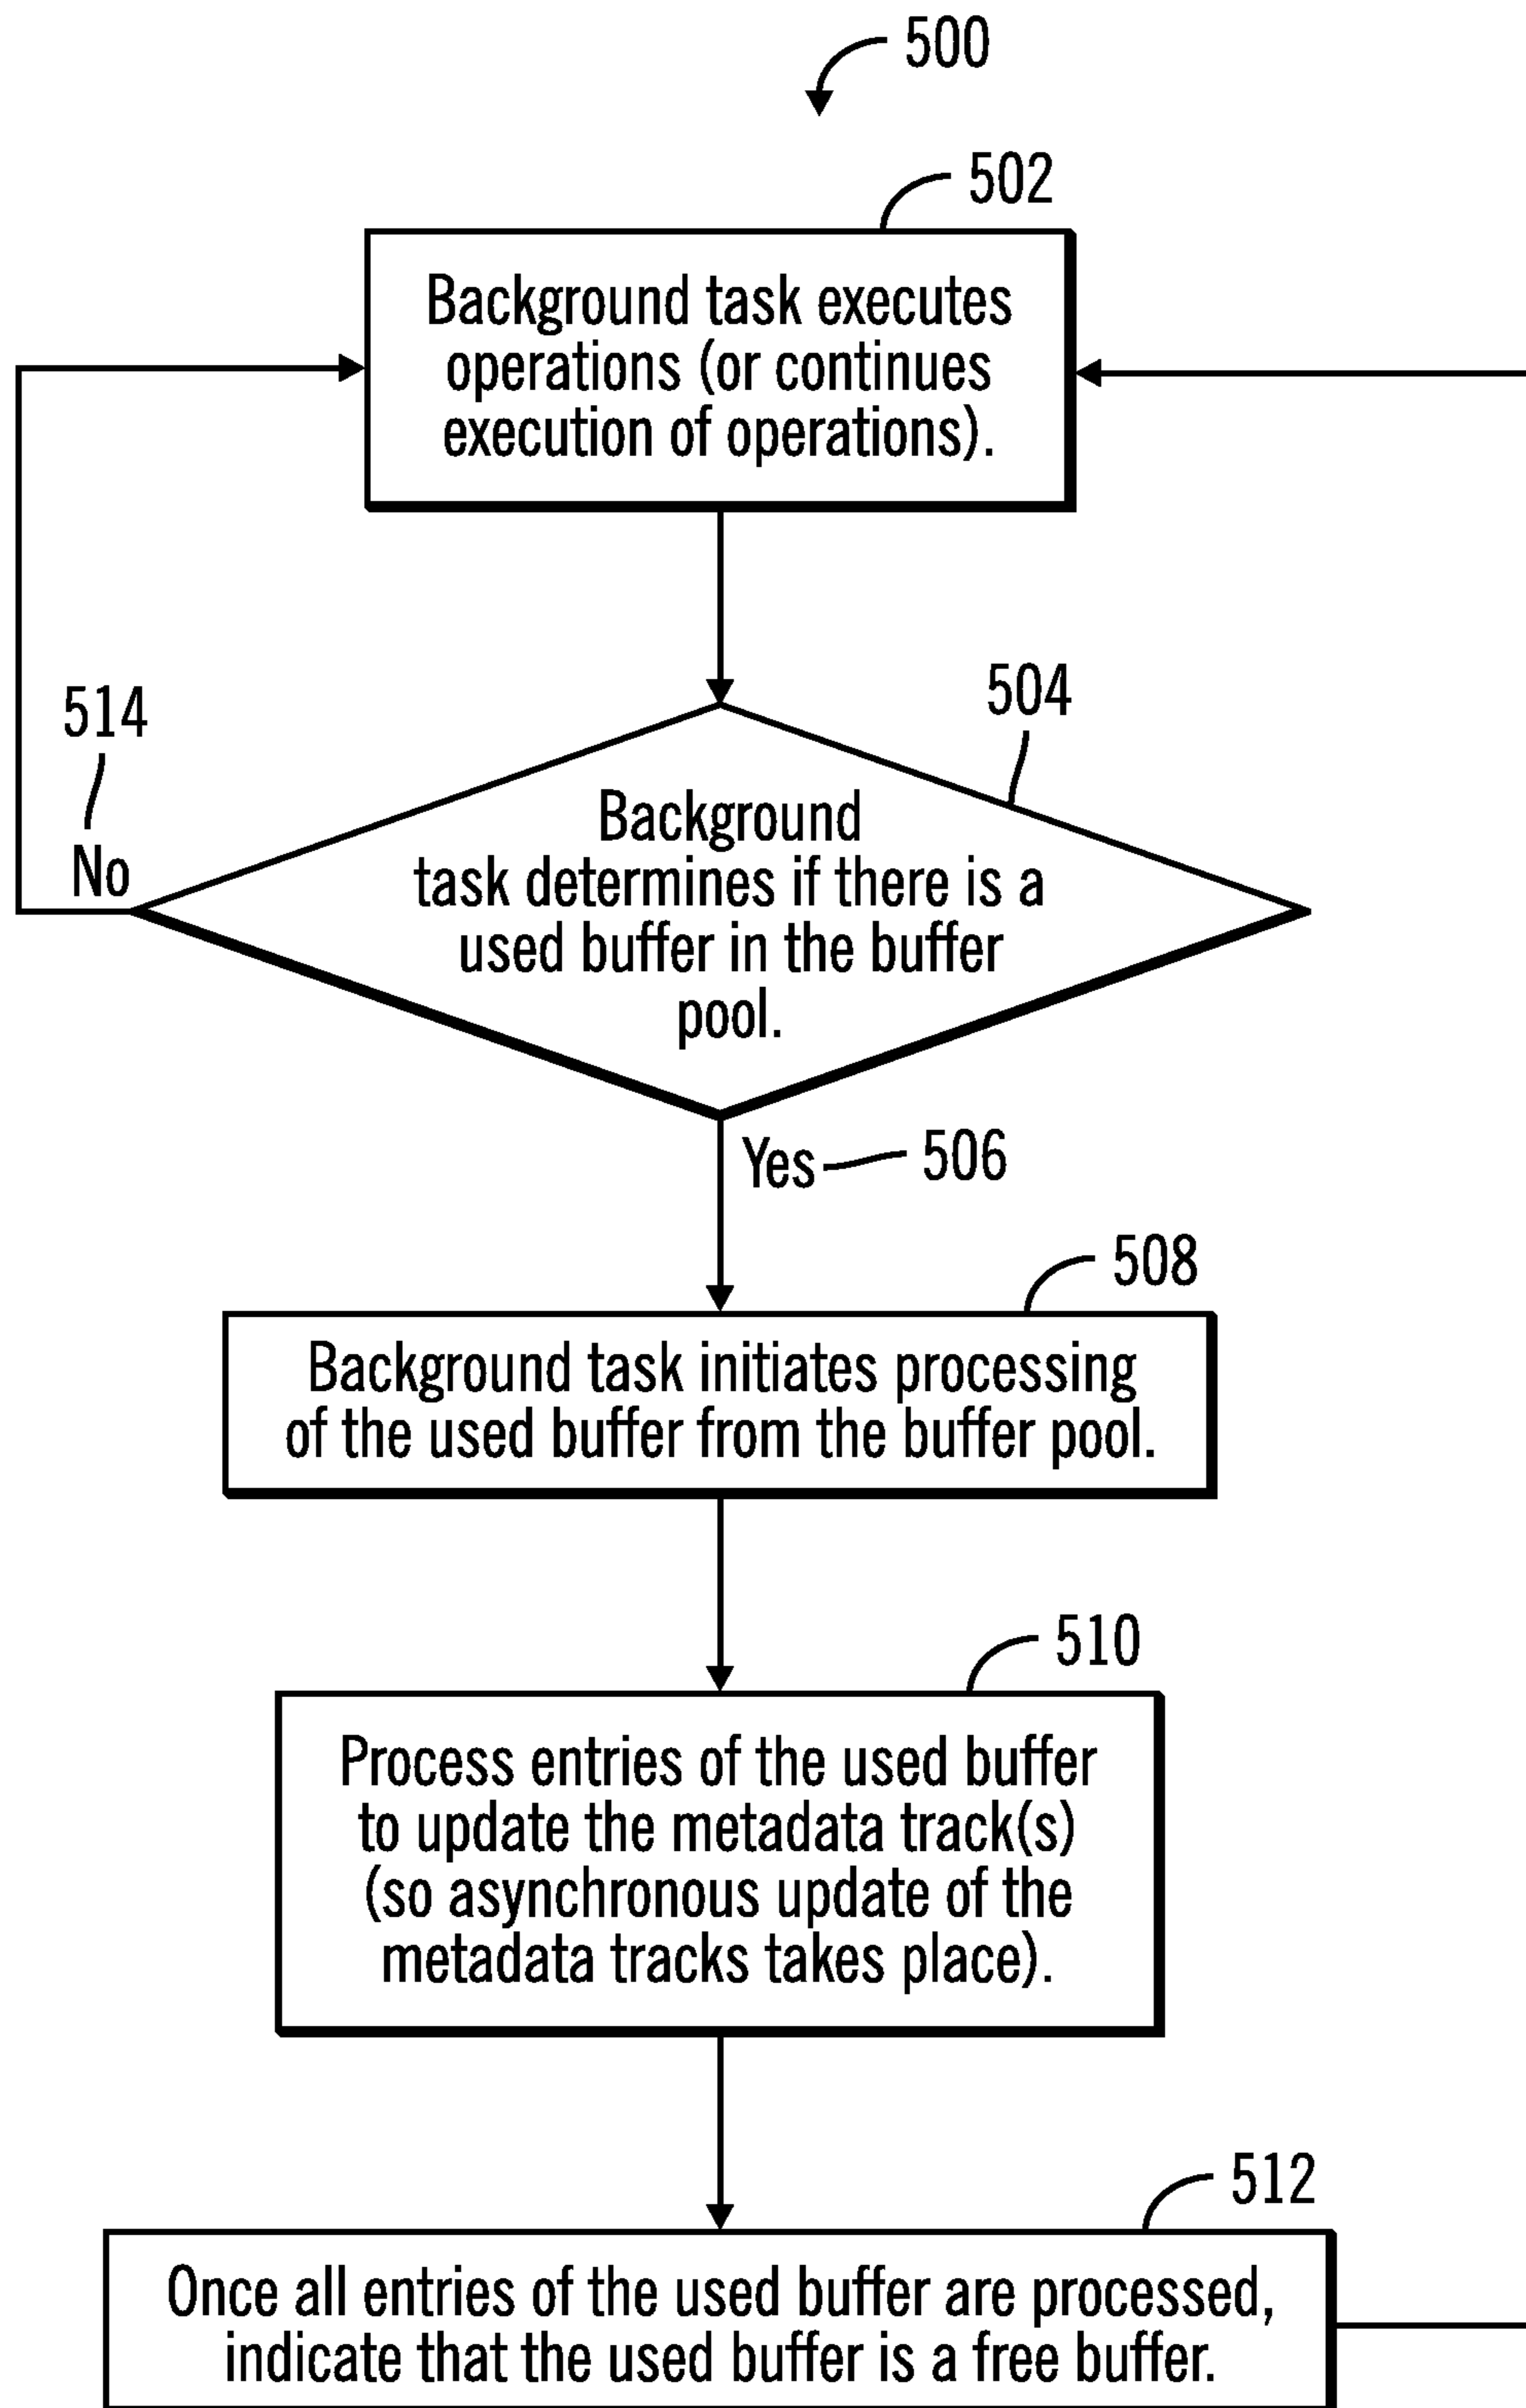 500
502
Background task executes
operations (or continues
execution of operations).
514
504
No
Background
task determines if there is a
used buffer in the buffer
pool.
Yes
506
508
Background task initiates processing
of the used buffer from the buffer pool.
510
Process entries of the used buffer
to update the metadata track(s)
(so asynchronous update of the
metadata tracks takes place).
512
Once all entries of the used buffer are processed,
indicate that the used buffer is a free buffer.